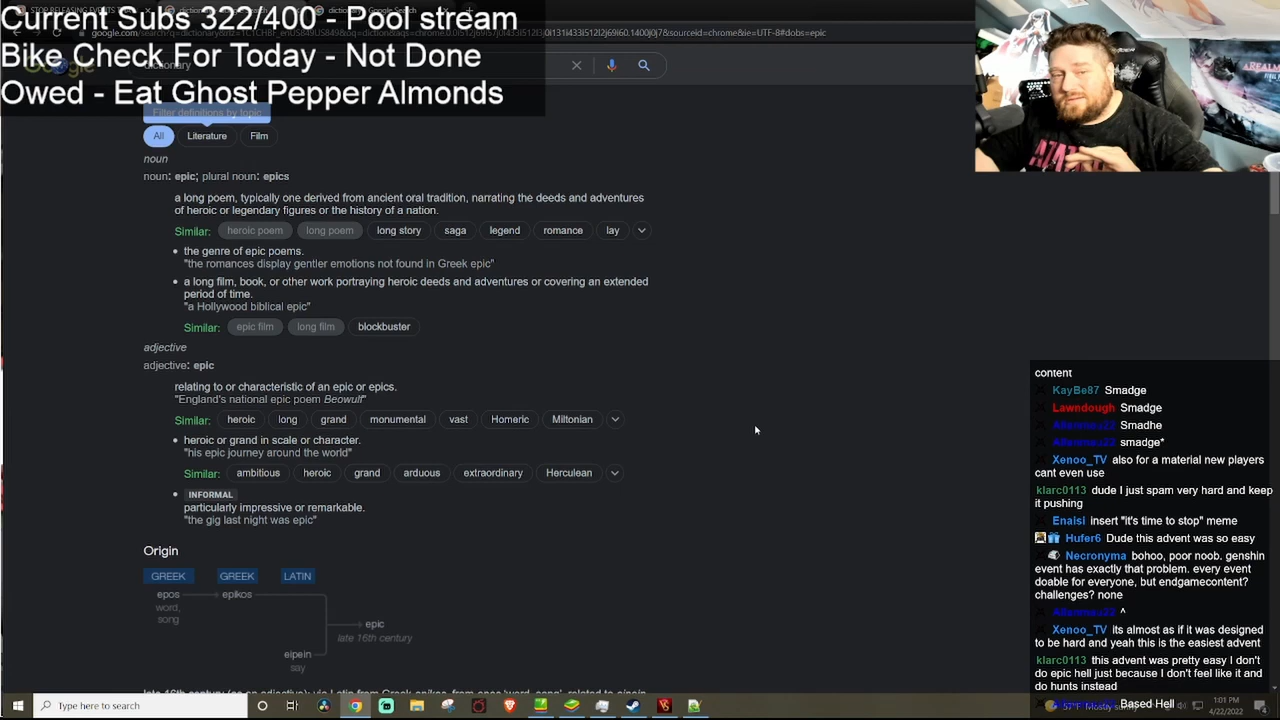 Current Subs 322/400 - Pool stream
Bike Check For Today - Not Done
Owed - Eat Ghost Pepper Almonds
STOP RELEASING EVENTS
dictionary
Filter definitions by topic
All Literature Film
noun
noun: epic; plural noun: epics
a long poem, typically one derived from ancient oral tradition, narrating the deeds and adventures
of heroic or legendary figures or the history of a nation.
Similar: heroic poem long poem long story saga legend romance lay
• the genre of epic poems.
"the romances display gentler emotions not found in Greek epic"
• a long film, book, or other work portraying heroic deeds and adventures or covering an extended
period of time.
"a Hollywood biblical epic"
Similar: epic film long film blockbuster
adjective
adjective: epic
relating to or characteristic of an epic or epics.
"England's national epic poem Beowulf"
Similar: heroic long grand monumental vast Homeric Miltonian
• heroic or grand in scale or character.
"his epic journey around the world"
Similar: ambitious heroic grand arduous extraordinary Herculean
• INFORMAL
particularly impressive or remarkable.
"the gig last night was epic"
Origin
GREEK GREEK LATIN
epos epikos
word,
song
epic
late 16th century
eipein
say
content
KayBe87 Smadge
Lawndough Smadge
Smadhe
smadge*
Xenoo_TV also for a material new players
cant even use
klarc0113 dude I just spam very hard and keep
it pushing
Enaisi insert "it's time to stop" meme
Hufer6 Dude this advent was so easy
Necronyma bohoo, poor noob. genshin
event has exactly that problem. every event
doable for everyone, but endgamecontent?
challenges? none
^
Xenoo_TV its almost as if it was designed
to be hard and yeah this is the easiest advent
klarc0113 this advent was pretty easy I don't
do epic hell just because I don't feel like it and
do hunts instead
Based Hell
Type here to search
57°F Mostly
1:01 PM
4/22/2022